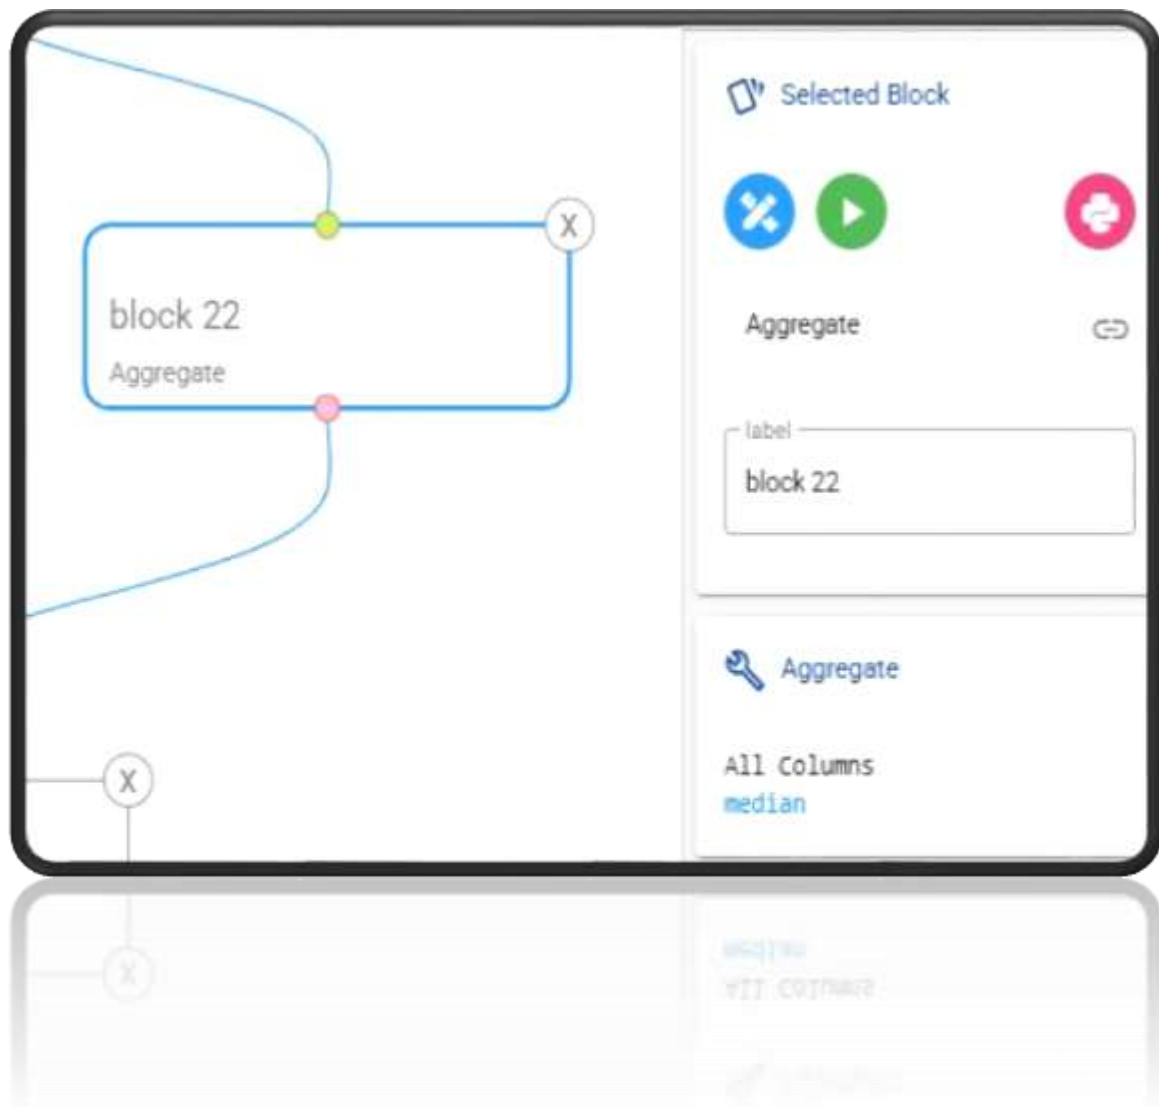 X
block 22
Aggregate
X
Selected Block
Aggregate
label
block 22
Aggregate
All Columns
median